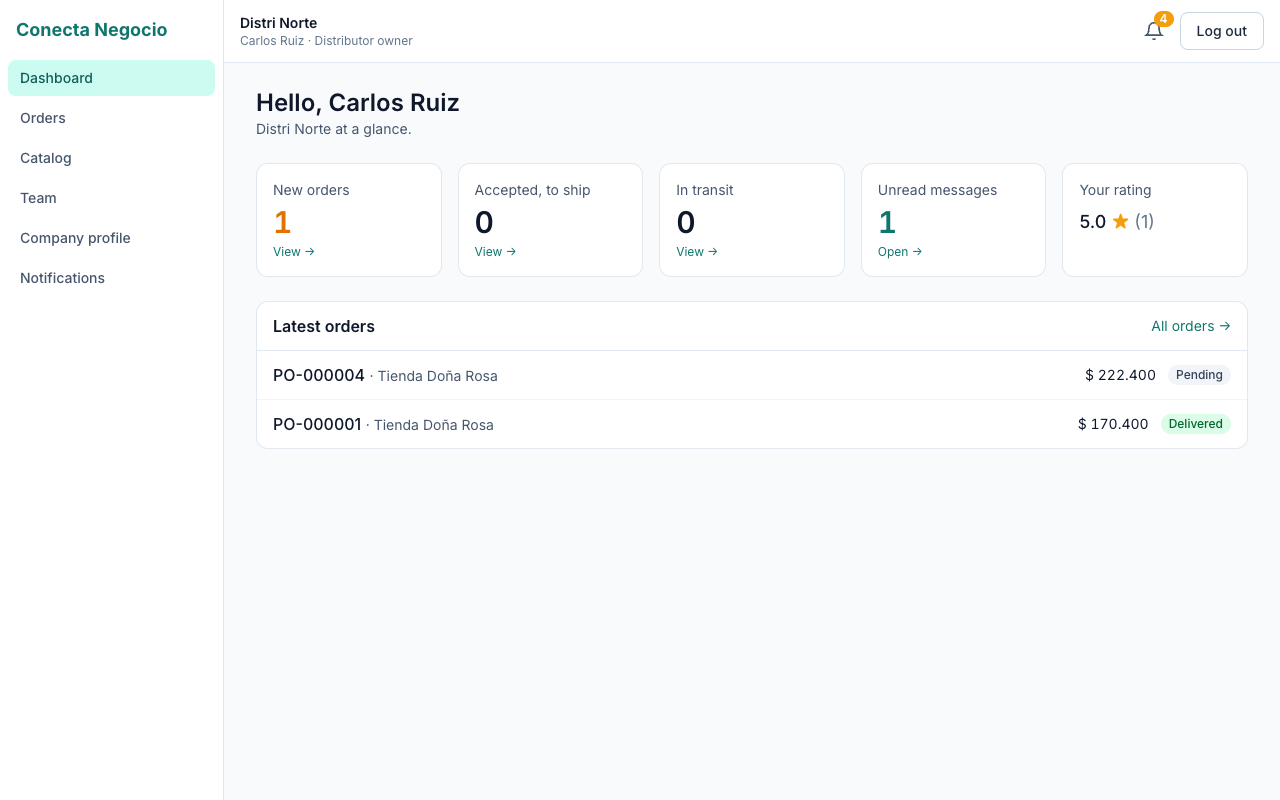 Conecta Negocio
Dashboard
Orders
Catalog
Team
Company profile
Notifications
Distri Norte
Carlos Ruiz · Distributor owner
4
Log out
Hello, Carlos Ruiz
Distri Norte at a glance.
New orders
1
View →
Accepted, to ship
0
View →
In transit
0
View →
Unread messages
1
Open →
Your rating
5.0 ★ (1)
Latest orders
All orders →
PO-000004 · Tienda Doña Rosa
$ 222.400 Pending
PO-000001 · Tienda Doña Rosa
$ 170.400 Delivered